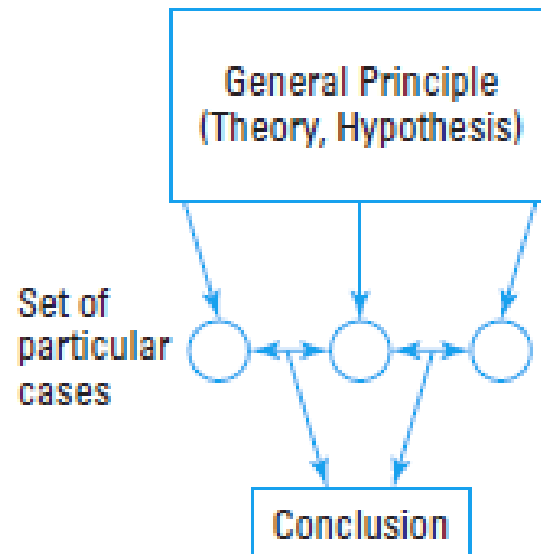 General Principle
(Theory, Hypothesis)
Set of
particular
cases
Conclusion